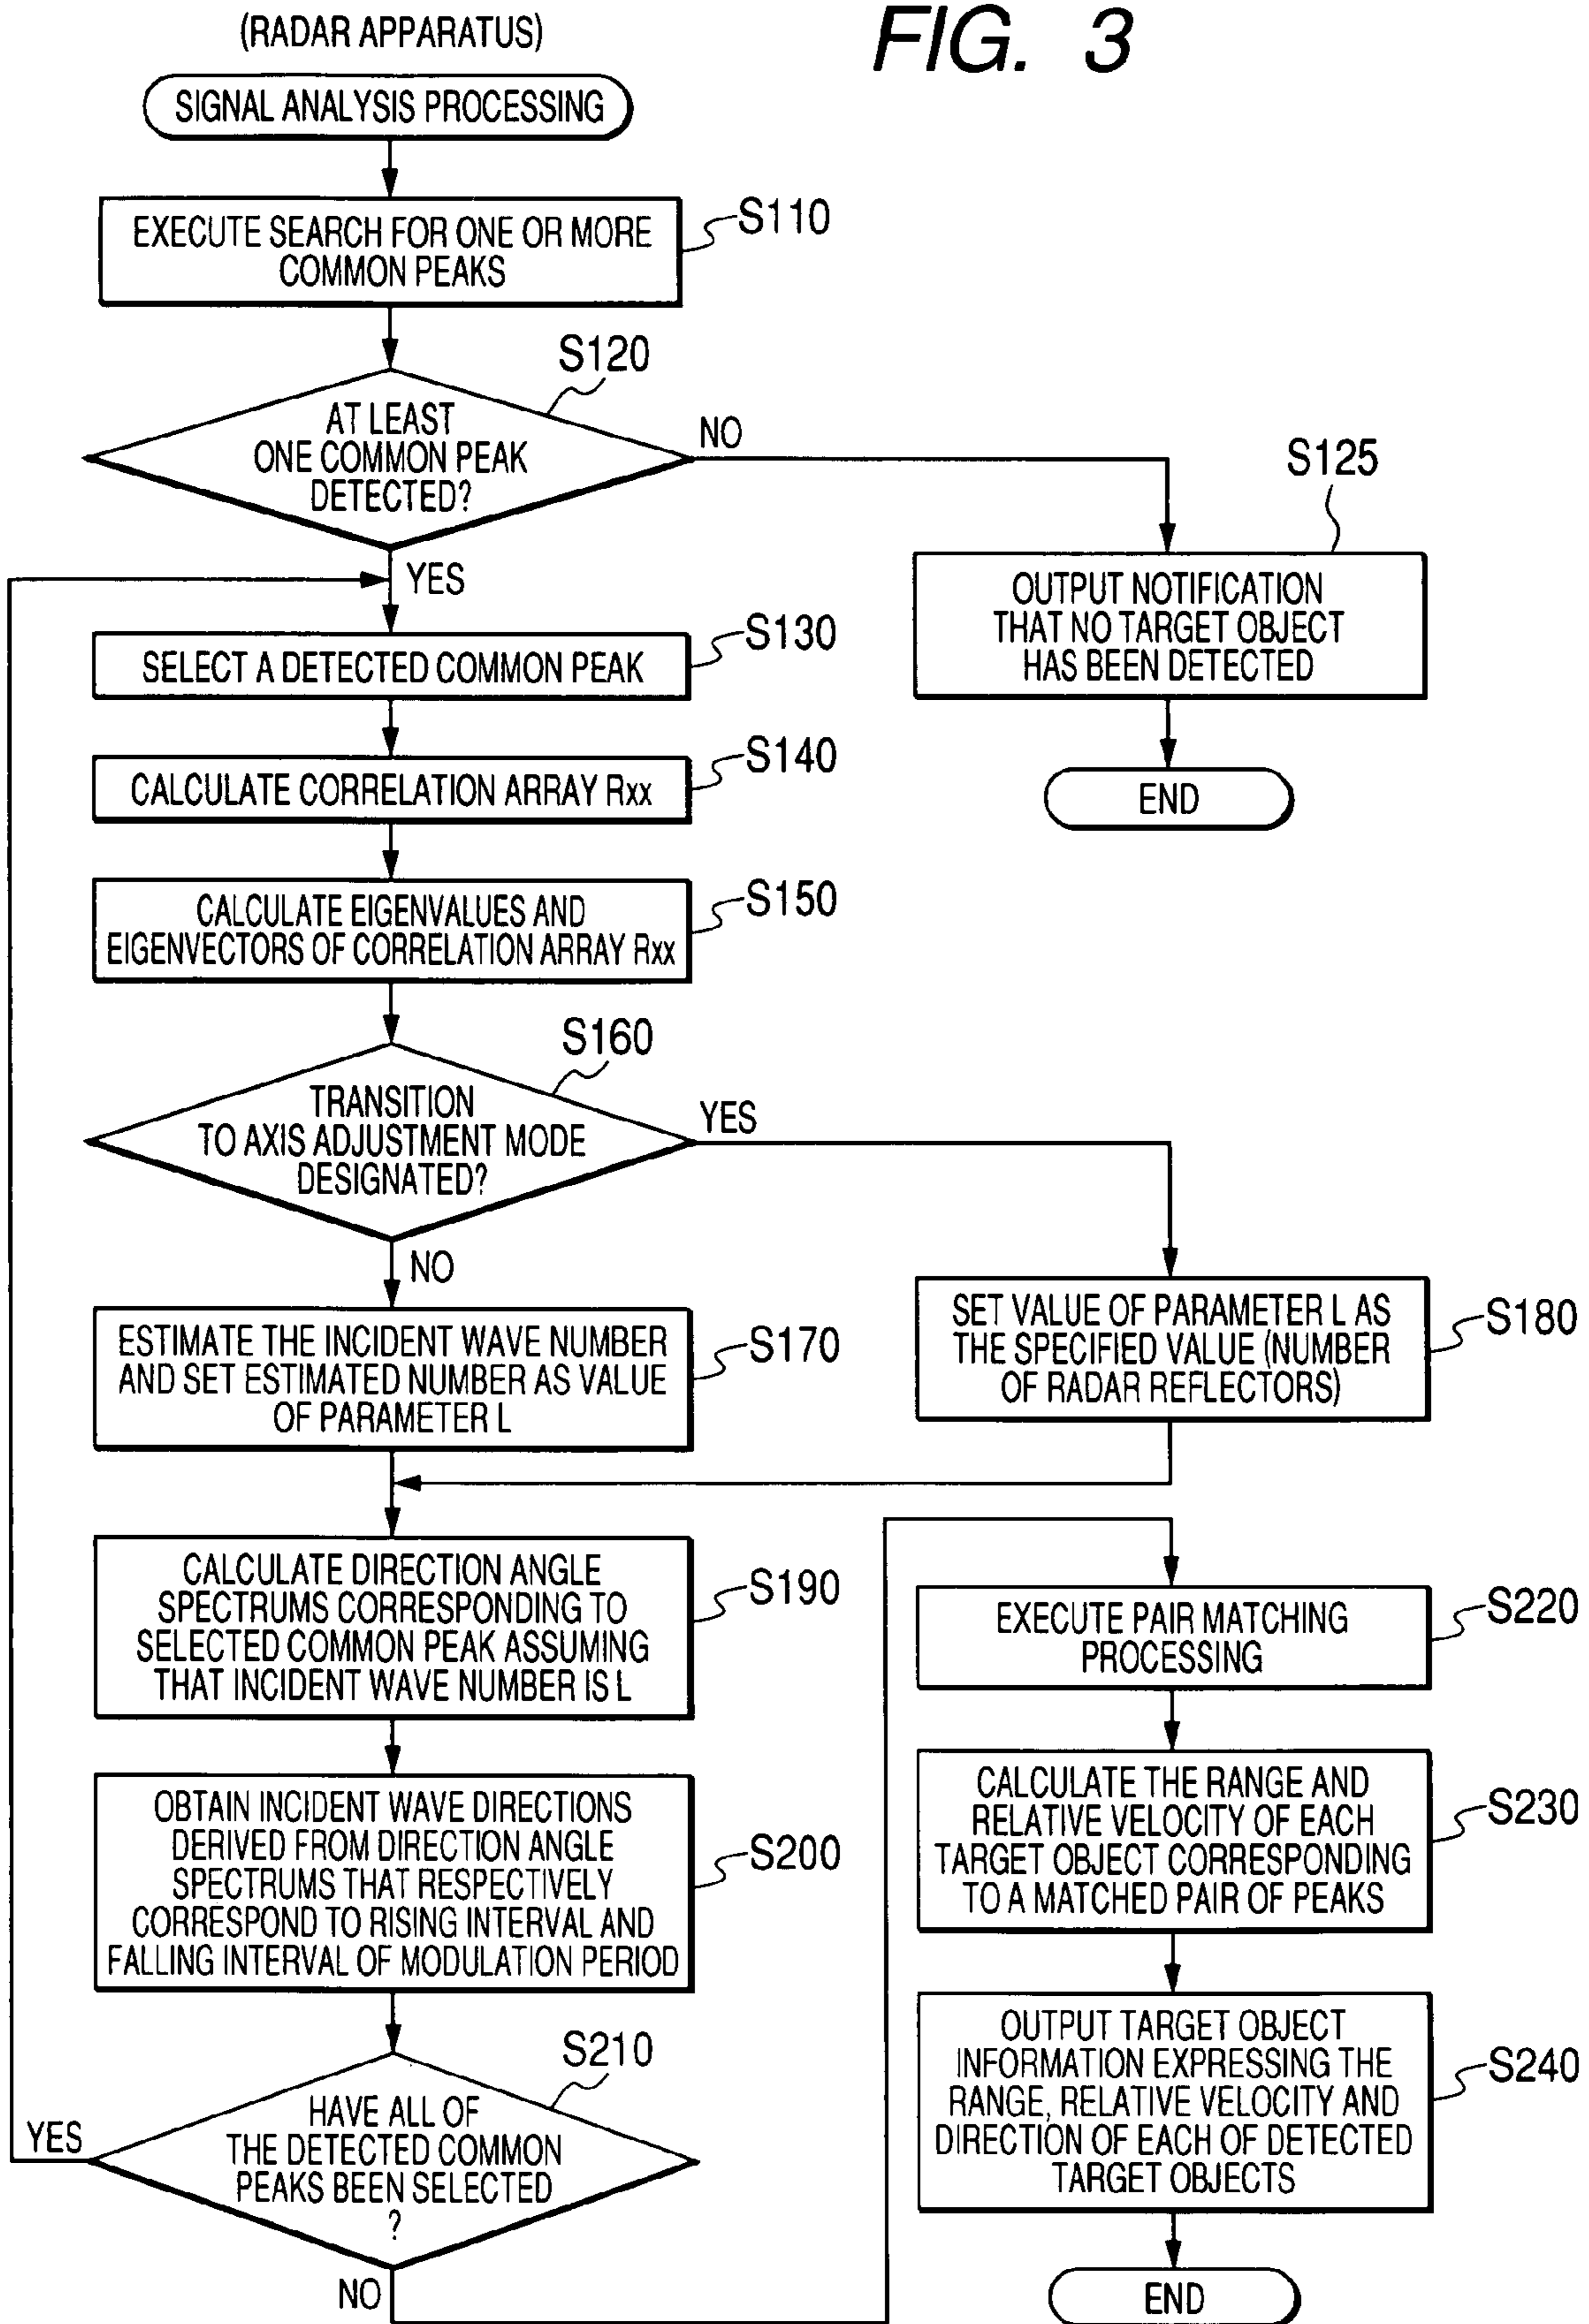 (RADAR APPARATUS)
FIG. 3
SIGNAL ANALYSIS PROCESSING
EXECUTE SEARCH FOR ONE OR MORE
COMMON PEAKS
S110
S120
AT LEAST
ONE COMMON PEAK
DETECTED?
NO
YES
S125
OUTPUT NOTIFICATION
THAT NO TARGET OBJECT
HAS BEEN DETECTED
END
SELECT A DETECTED COMMON PEAK
S130
CALCULATE CORRELATION ARRAY Rxx
S140
CALCULATE EIGENVALUES AND
EIGENVECTORS OF CORRELATION ARRAY Rxx
S150
S160
TRANSITION
TO AXIS ADJUSTMENT MODE
DESIGNATED?
YES
NO
ESTIMATE THE INCIDENT WAVE NUMBER
AND SET ESTIMATED NUMBER AS VALUE
OF PARAMETER L
S170
SET VALUE OF PARAMETER L AS
THE SPECIFIED VALUE (NUMBER
OF RADAR REFLECTORS)
S180
CALCULATE DIRECTION ANGLE
SPECTRUMS CORRESPONDING TO
SELECTED COMMON PEAK ASSUMING
THAT INCIDENT WAVE NUMBER IS L
S190
OBTAIN INCIDENT WAVE DIRECTIONS
DERIVED FROM DIRECTION ANGLE
SPECTRUMS THAT RESPECTIVELY
CORRESPOND TO RISING INTERVAL AND
FALLING INTERVAL OF MODULATION PERIOD
S200
S210
HAVE ALL OF
THE DETECTED COMMON
PEAKS BEEN SELECTED
?
YES
NO
EXECUTE PAIR MATCHING
PROCESSING
S220
CALCULATE THE RANGE AND
RELATIVE VELOCITY OF EACH
TARGET OBJECT CORRESPONDING
TO A MATCHED PAIR OF PEAKS
S230
OUTPUT TARGET OBJECT
INFORMATION EXPRESSING THE
RANGE, RELATIVE VELOCITY AND
DIRECTION OF EACH OF DETECTED
TARGET OBJECTS
S240
END